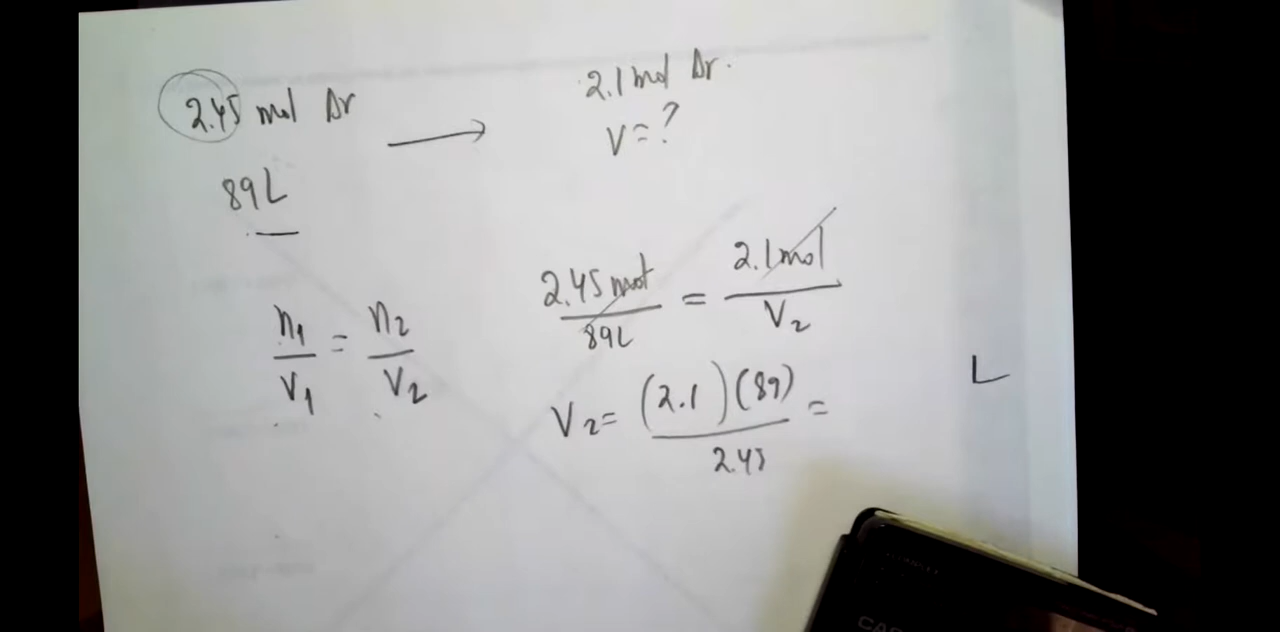 2.45 mol Ar
89L
2.1 mol Ar.
V=?
n1/V1 = n2/V2
2.45 mol/89L = 2.1 mol/V2
V2= (2.1)(89)/2.45 =
L